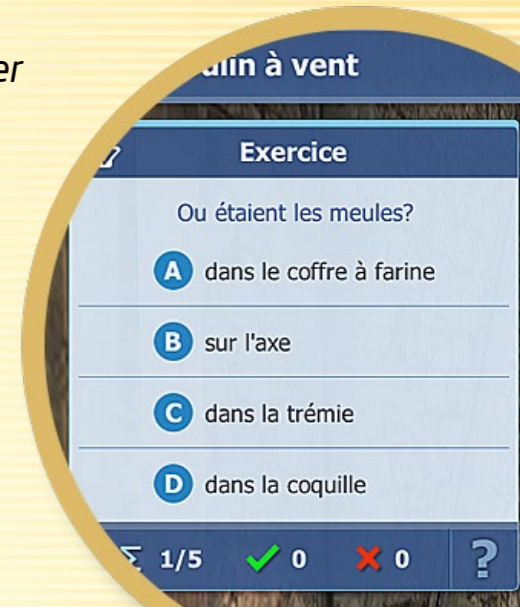 er
ulin à vent
Exercice
Ou étaient les meules?
A dans le coffre à farine
B sur l'axe
C dans la trémie
D dans la coquille
Σ 1/5 ✓ 0 ✗ 0 ?